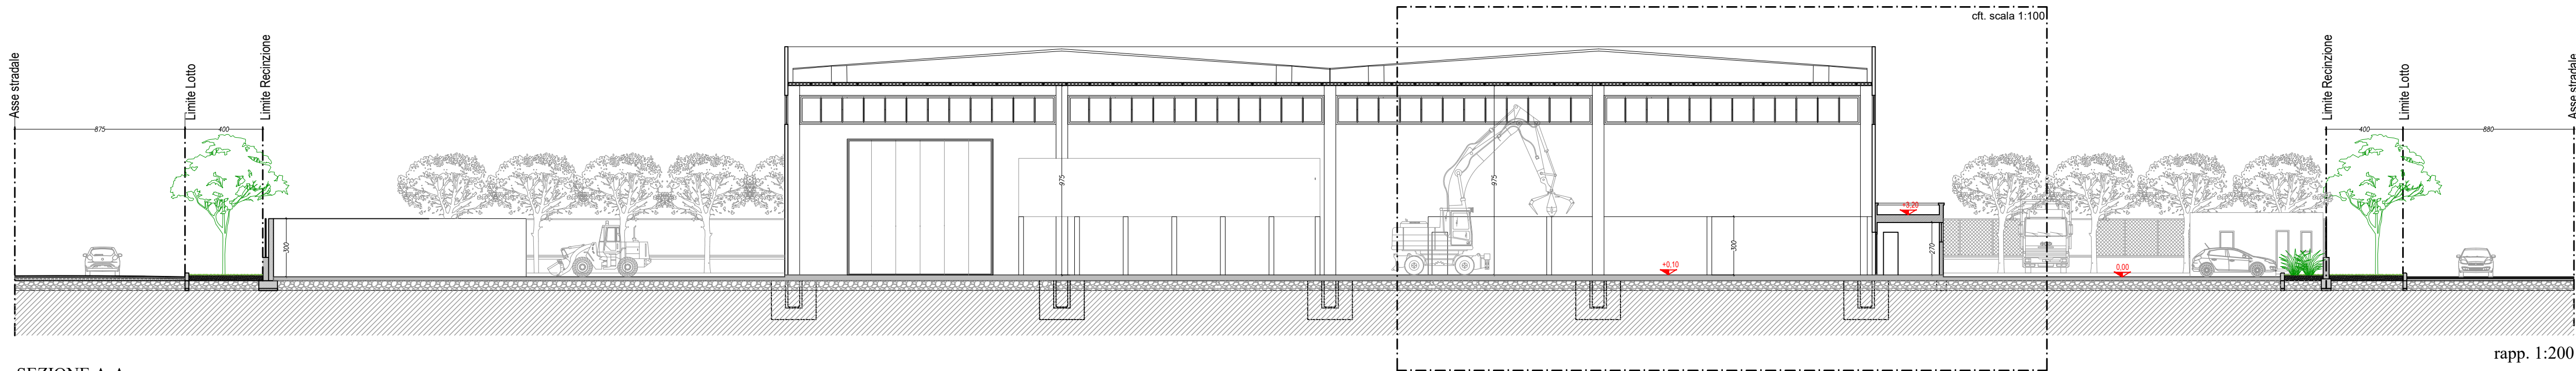 cft. scala 1:100
Asse stradale
Limite Lotto
Limite Recinzione
Limite Recinzione
Limite Lotto
Asse stradale
875
400
400
880
975
975
300
300
270
+3,20
+0,10
0,00
rapp. 1:200
SEZIONE A-A